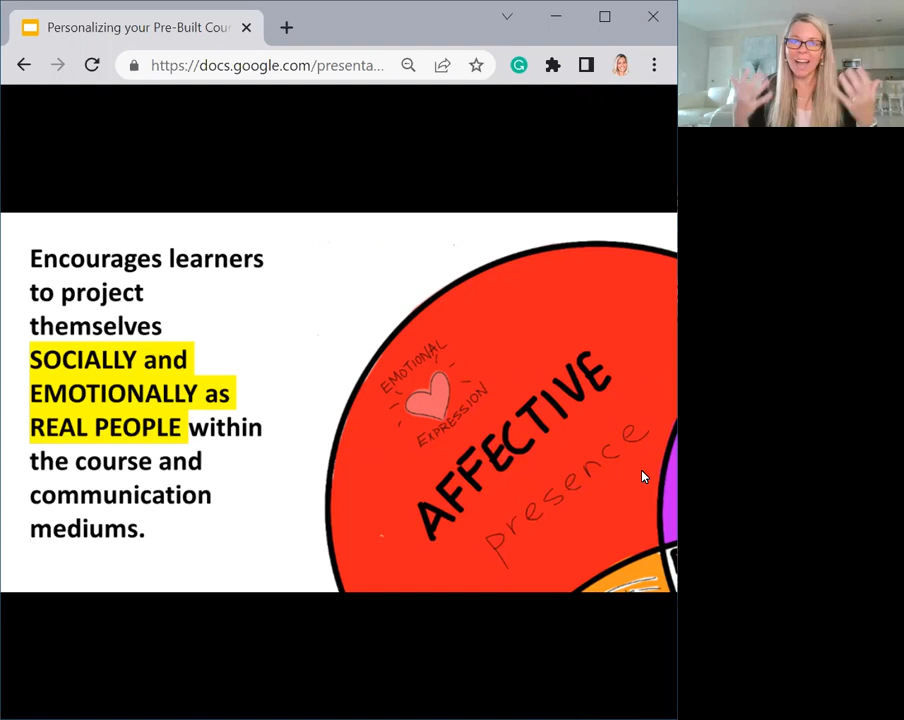 Personalizing your Pre-Built Cour
https://docs.google.com/presenta...
G
Encourages learners
to project
themselves
SOCIALLY and
EMOTIONALLY as
REAL PEOPLE within
the course and
communication
mediums.
EMOTIONAL
EXPRESSION
AFFECTIVE
presence